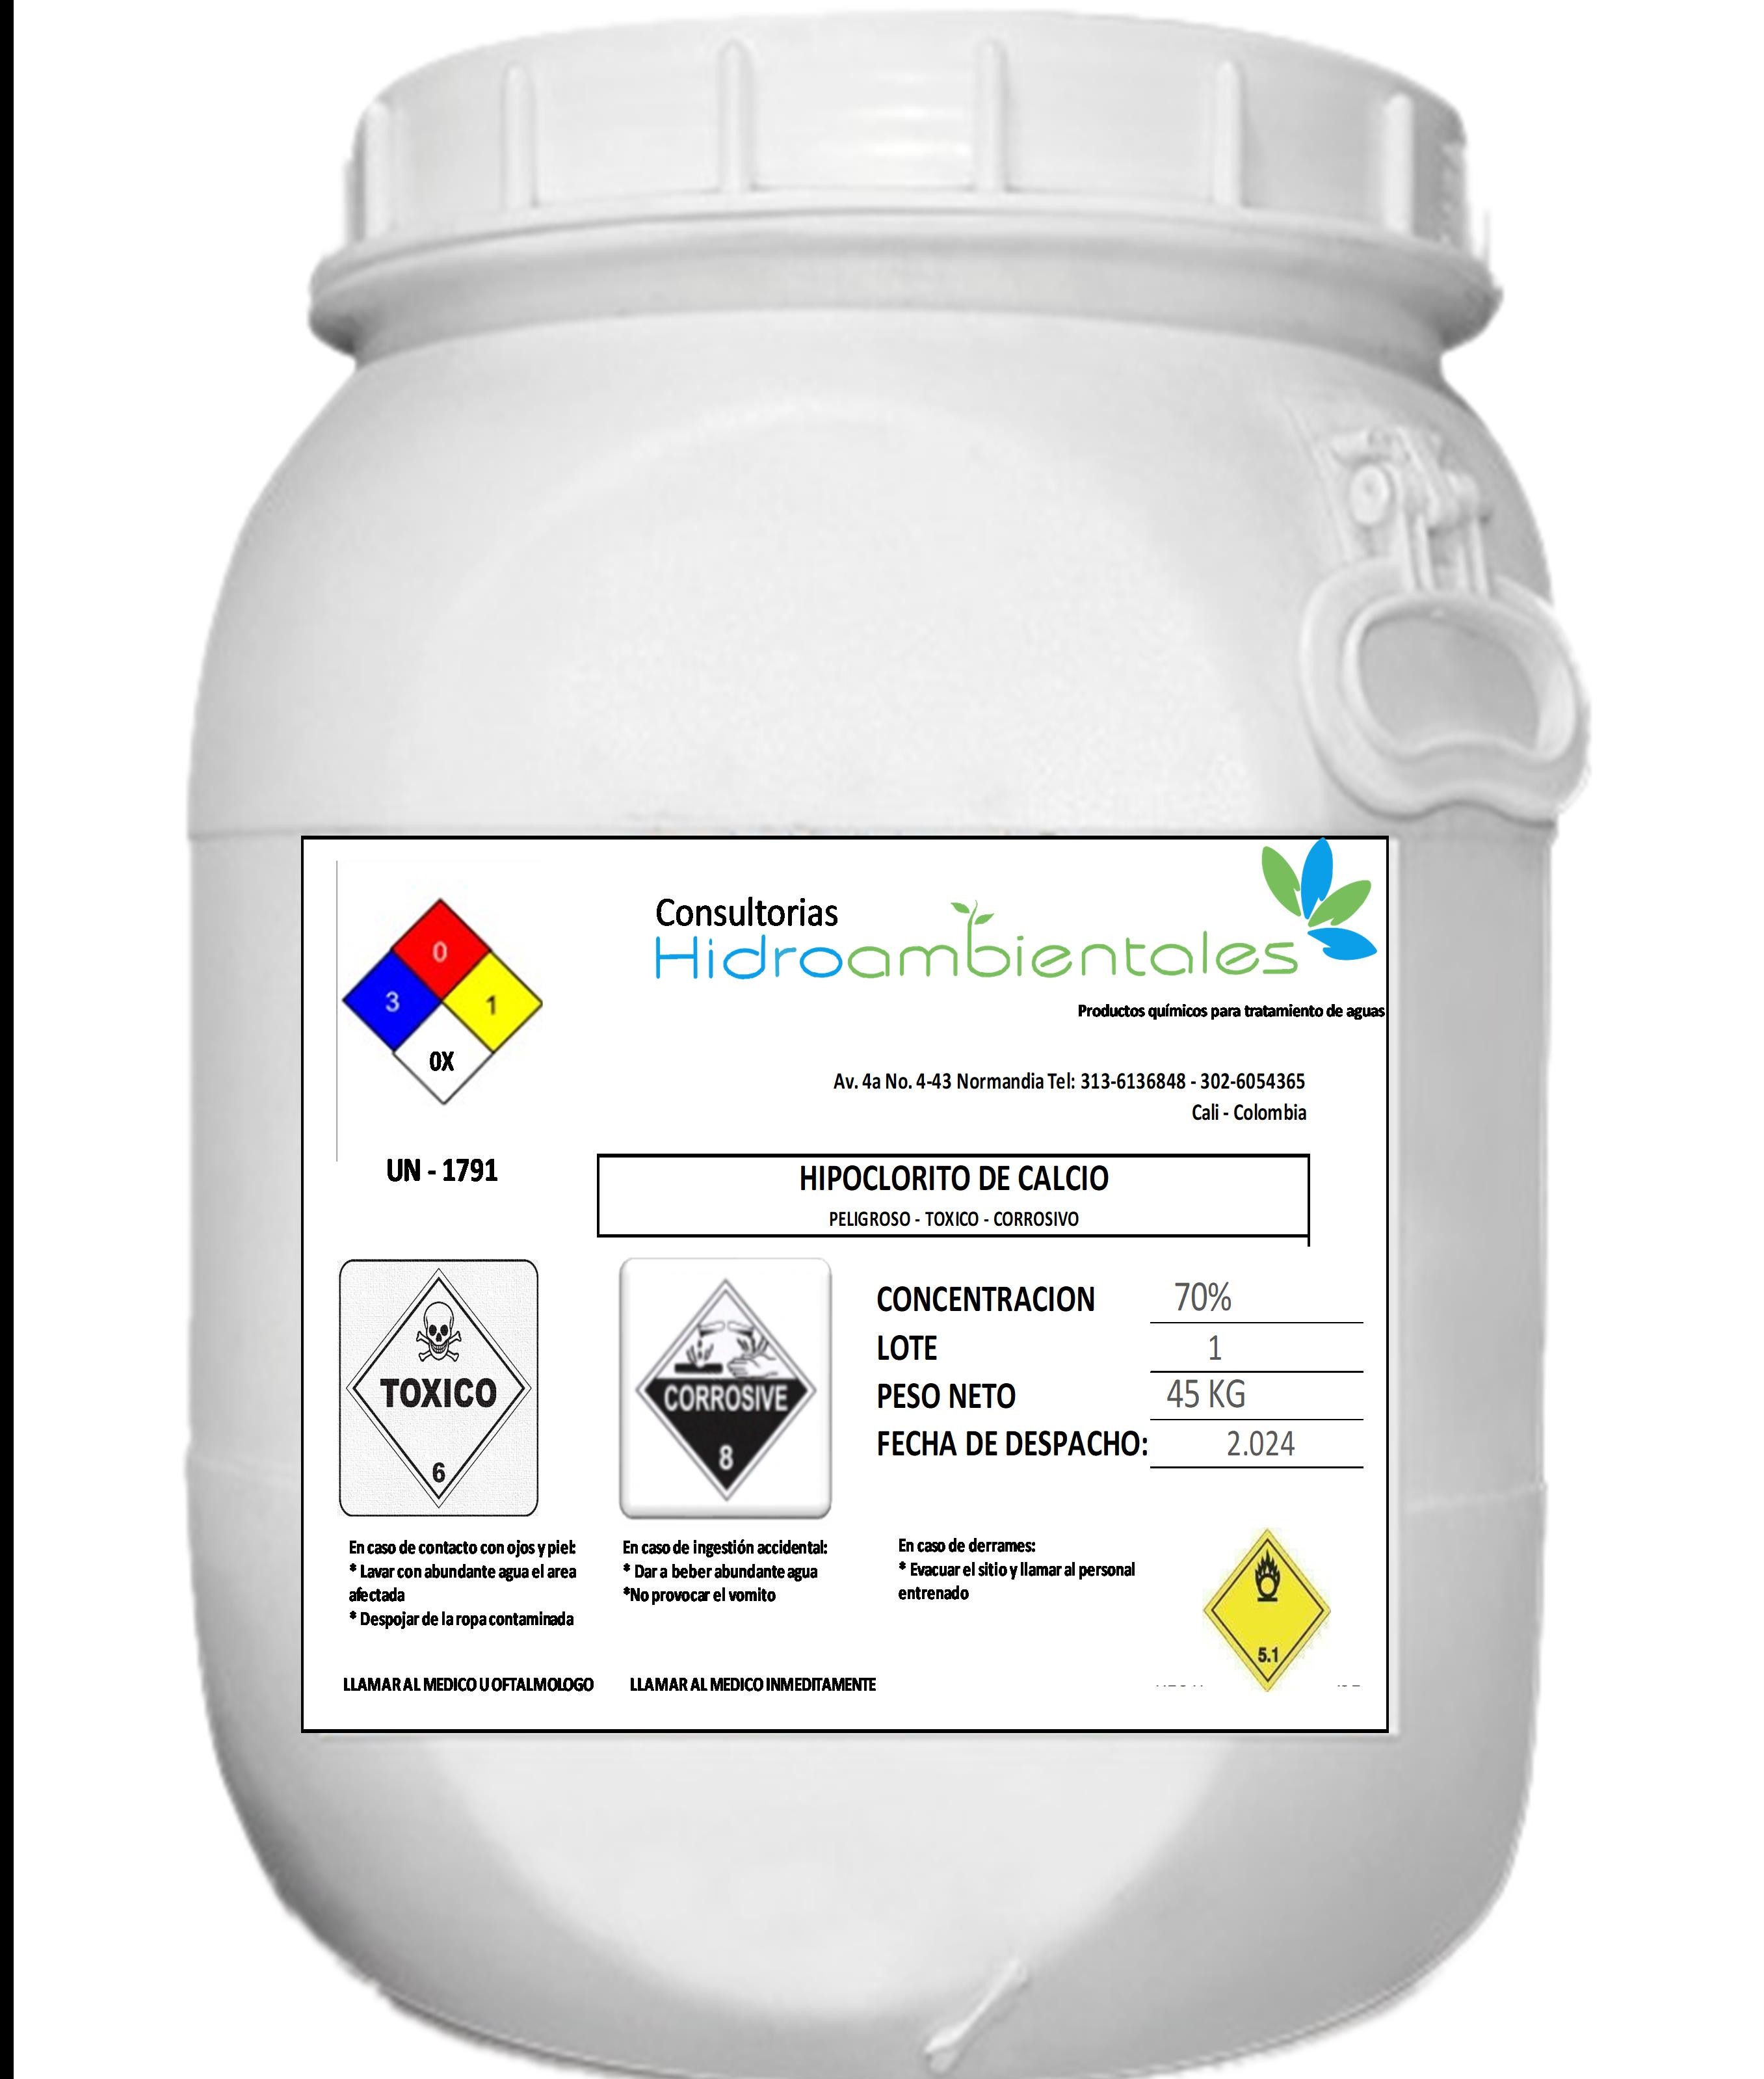 Consultorias
Hidroambientales
Productos químicos para tratamiento de aguas
0
3
1
0X
Av. 4a No. 4-43 Normandia Tel: 313-6136848 - 302-6054365
Cali - Colombia
UN - 1791
HIPOCLORITO DE CALCIO
PELIGROSO - TOXICO - CORROSIVO
TOXICO
6
CORROSIVE
8
CONCENTRACION 70%
LOTE 1
PESO NETO 45 KG
FECHA DE DESPACHO: 2.024
En caso de contacto con ojos y piel:
* Lavar con abundante agua el area
afectada
* Despojar de la ropa contaminada
LLAMAR AL MEDICO U OFTALMOLOGO
En caso de ingestión accidental:
* Dar a beber abundante agua
*No provocar el vomito
LLAMAR AL MEDICO INMEDITAMENTE
En caso de derrames:
* Evacuar el sitio y llamar al personal
entrenado
5.1